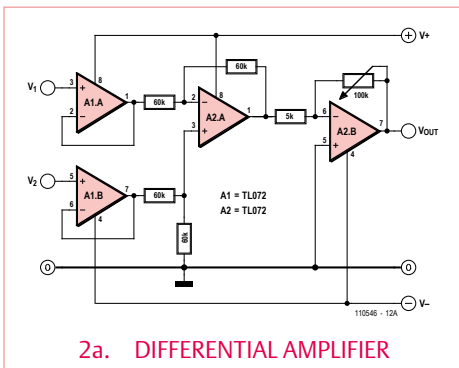 V+
V1
3
+
8
1
2
−
A1.A
60k
60k
2
−
8
3
+
1
A2.A
5k
100k
6
−
5
+
7
4
A2.B
VOUT
V2
5
+
6
−
7
4
A1.B
60k
60k
A1 = TL072
A2 = TL072
0
0
V−
110546 - 12A
2a. DIFFERENTIAL AMPLIFIER